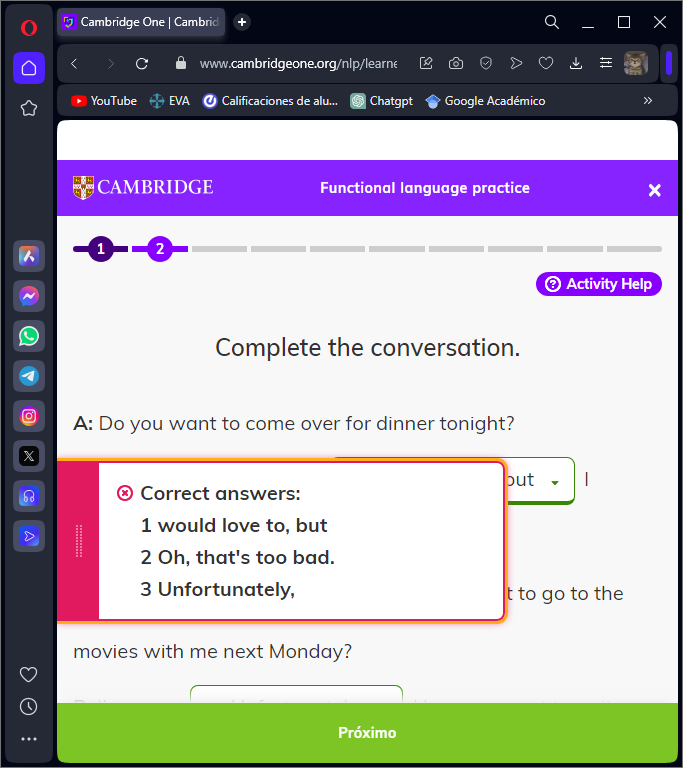 Cambridge One | Cambrid
www.cambridgeone.org/nlp/learne
YouTube EVA Calificaciones de alu... Chatgpt Google Académico »
CAMBRIDGE Functional language practice
1 2
Activity Help
Complete the conversation.
A: Do you want to come over for dinner tonight?
but I
Correct answers:
1 would love to, but
2 Oh, that's too bad.
3 Unfortunately,
t to go to the
movies with me next Monday?
Próximo